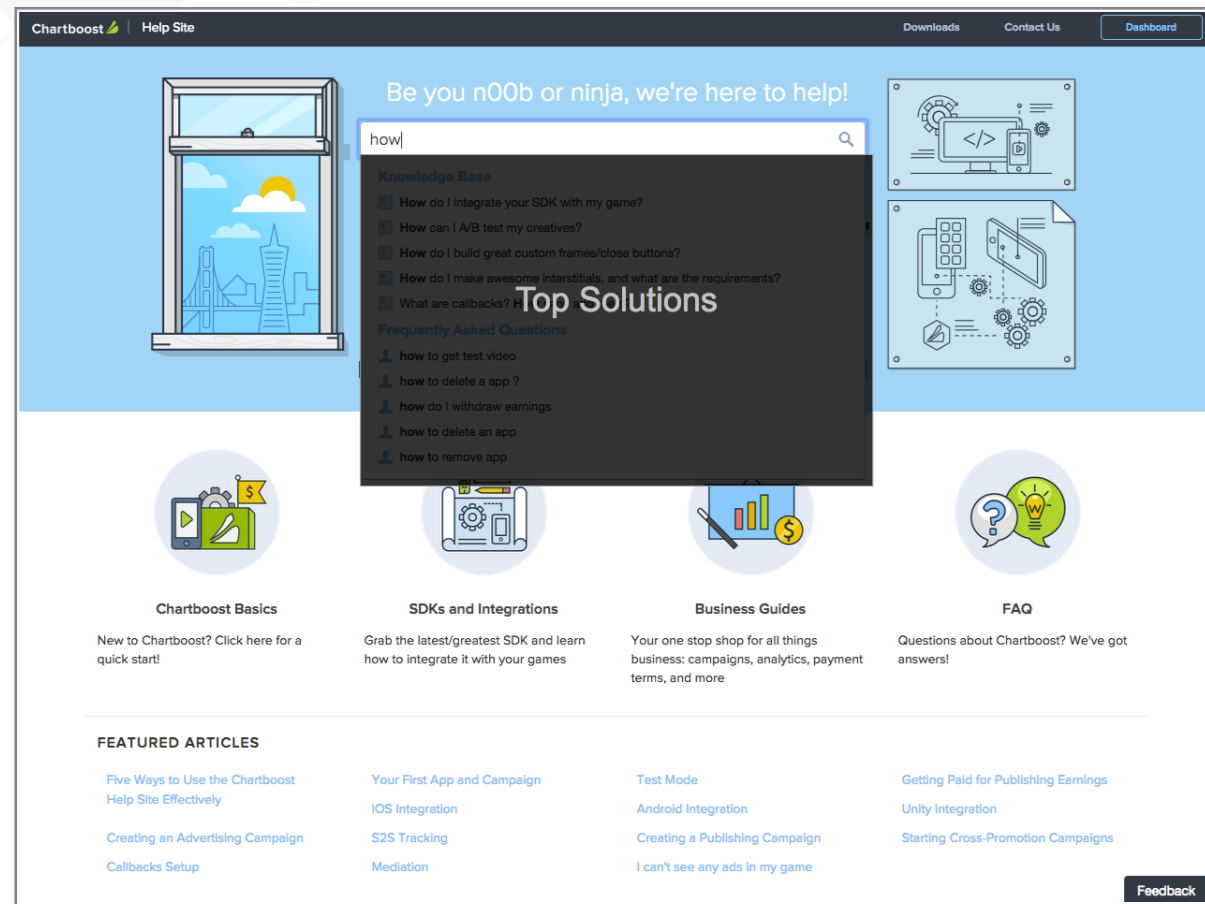 Chartboost Help Site Downloads Contact Us Dashboard
Be you n00b or ninja, we're here to help!
how
Knowledge Base
How do I integrate your SDK with my game?
How can I A/B test my creatives?
How do I build great custom frames/close buttons?
How do I make awesome interstitials, and what are the requirements?
What are callbacks?
Top Solutions
Frequently Asked Questions
how to get test video
how to delete a app ?
how do I withdraw earnings
how to delete an app
how to remove app
</>
$
$
?
Chartboost Basics
New to Chartboost? Click here for a
quick start!
SDKs and Integrations
Grab the latest/greatest SDK and learn
how to integrate it with your games
Business Guides
Your one stop shop for all things
business: campaigns, analytics, payment
terms, and more
FAQ
Questions about Chartboost? We've got
answers!
FEATURED ARTICLES
Five Ways to Use the Chartboost
Help Site Effectively
Creating an Advertising Campaign
Callbacks Setup
Your First App and Campaign
iOS Integration
S2S Tracking
Mediation
Test Mode
Android Integration
Creating a Publishing Campaign
I can't see any ads in my game
Getting Paid for Publishing Earnings
Unity Integration
Starting Cross-Promotion Campaigns
Feedback